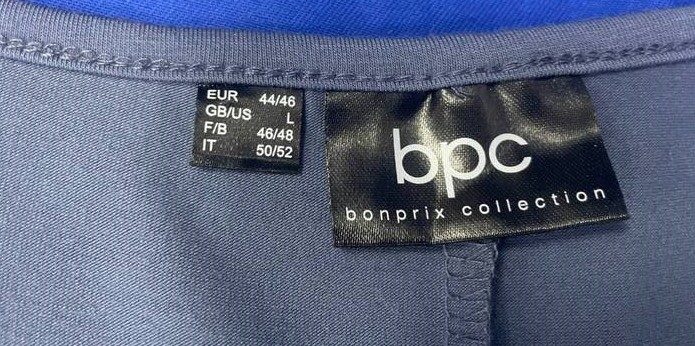 EUR 44/46
GB/US L
F/B 46/48
IT 50/52
bpc
bonprix collection